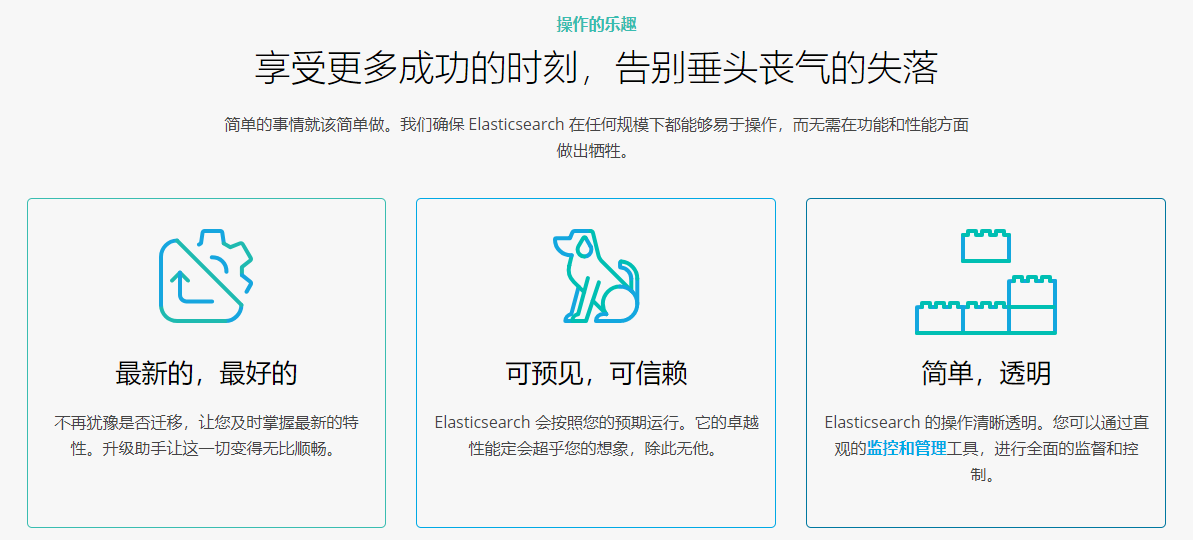 操作的乐趣
享受更多成功的时刻，告别垂头丧气的失落
简单的事情就该简单做。我们确保 Elasticsearch 在任何规模下都能够易于操作，而无需在功能和性能方面
做出牺牲。
最新的，最好的
不再犹豫是否迁移，让您及时掌握最新的特
性。升级助手让这一切变得无比顺畅。
可预见，可信赖
Elasticsearch 会按照您的预期运行。它的卓越
性能定会超乎您的想象，除此无他。
简单，透明
Elasticsearch 的操作清晰透明。您可以通过直
观的监控和管理工具，进行全面的监督和控
制。